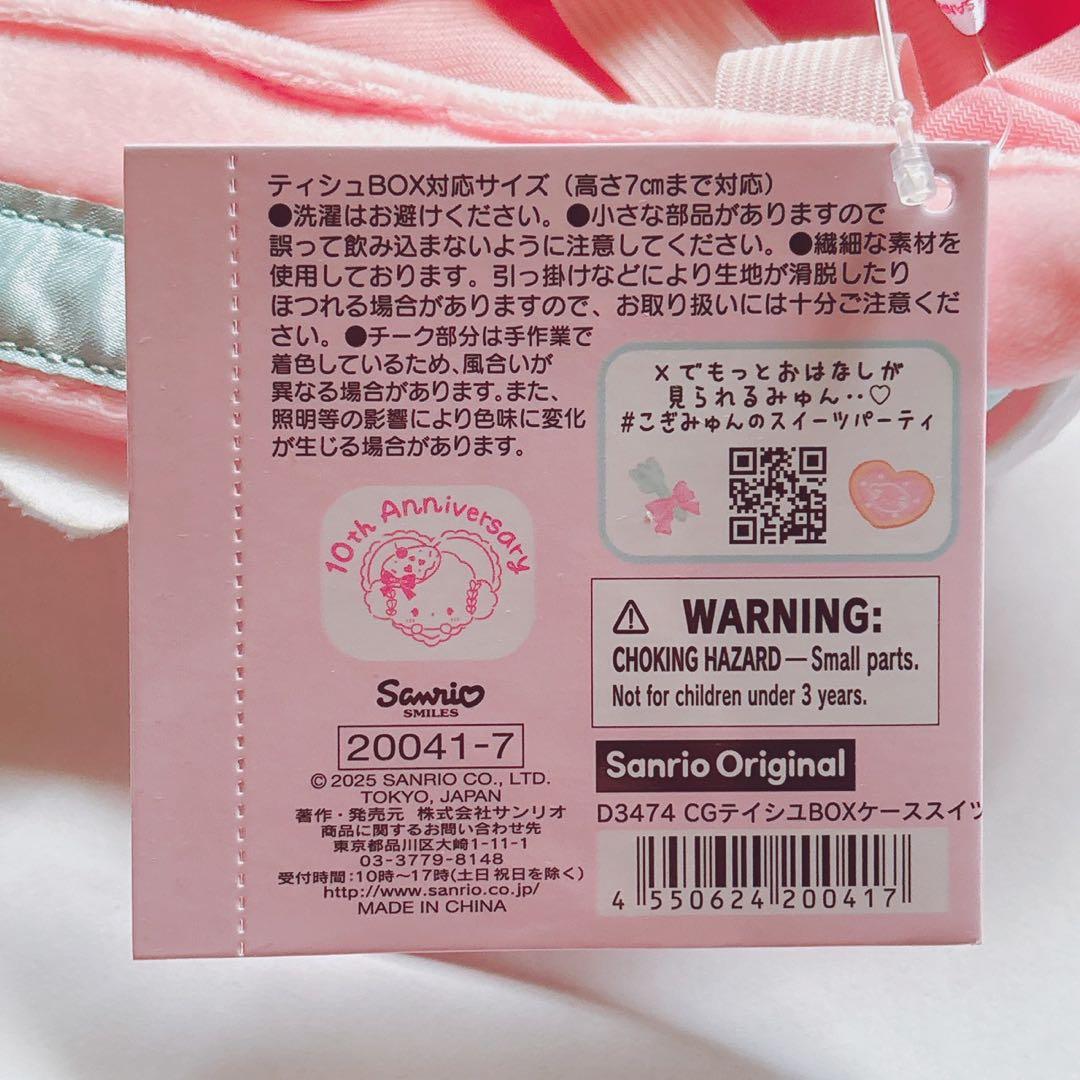 ティシュBOX対応サイズ（高さ7cmまで対応）
●洗濯はお避けください。●小さな部品がありますので
誤って飲み込まないように注意してください。●繊細な素材を
使用しております。引っ掛けなどにより生地が滑脱したり
ほつれる場合がありますので、お取り扱いには十分ご注意くだ
さい。●チーク部分は手作業で
着色しているため、風合いが
異なる場合があります。また、
照明等の影響により色味に変化
が生じる場合があります。
Xでもっとおはなしが
見られるみゅん‥♡
#こぎみゅんのスイーツパーティ
10th Anniversary
Sanrio
SMILES
20041-7
© 2025 SANRIO CO., LTD.
TOKYO, JAPAN
著作・発売元 株式会社サンリオ
商品に関するお問い合わせ先
東京都品川区大崎1-11-1
03-3779-8148
受付時間:10時〜17時(土日祝日を除く)
http://www.sanrio.co.jp/
MADE IN CHINA
⚠ WARNING:
CHOKING HAZARD — Small parts.
Not for children under 3 years.
Sanrio Original
D3474 CGテイシユBOXケーススイツ
4 550624 200417